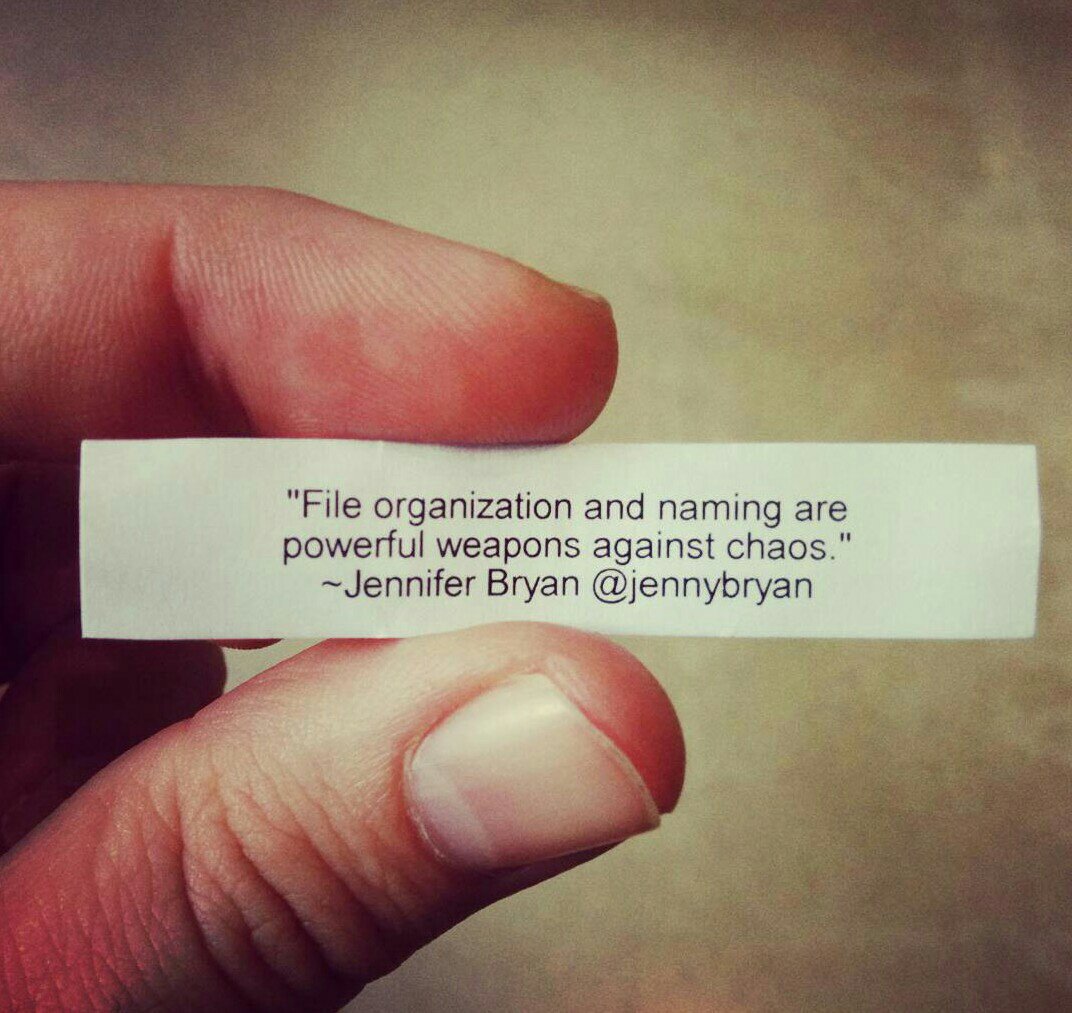 "File organization and naming are
powerful weapons against chaos."
~Jennifer Bryan @jennybryan